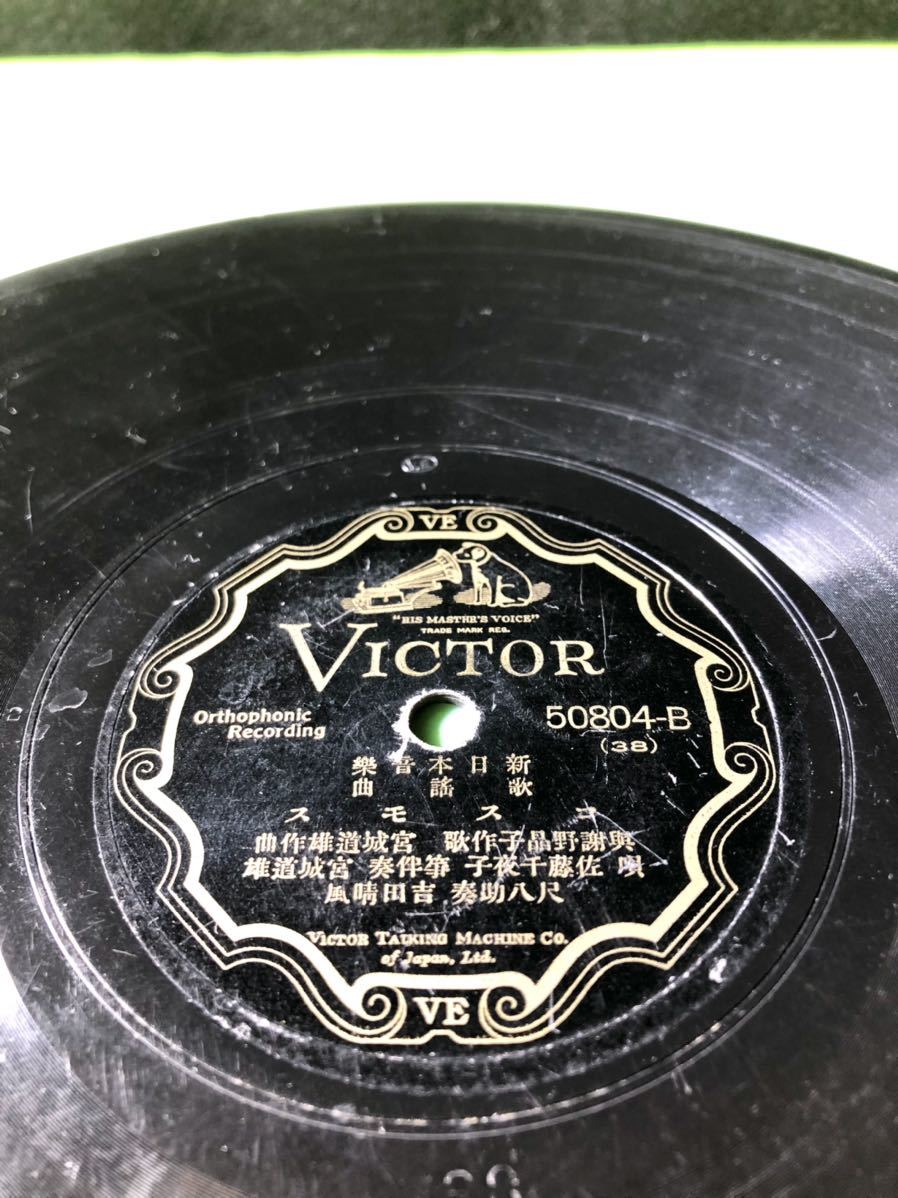 VE
"HIS MASTER'S VOICE"
TRADE MARK REG.
VICTOR
Orthophonic
Recording
50804-B
(38)
新日本音樂
歌謠曲
コスモス
與謝野晶子作歌 宮城道雄作曲
唄 佐藤千夜子 箏伴奏 宮城道雄
尺八助奏 吉田晴風
VICTOR TALKING MACHINE CO.
of Japan, Ltd.
VE